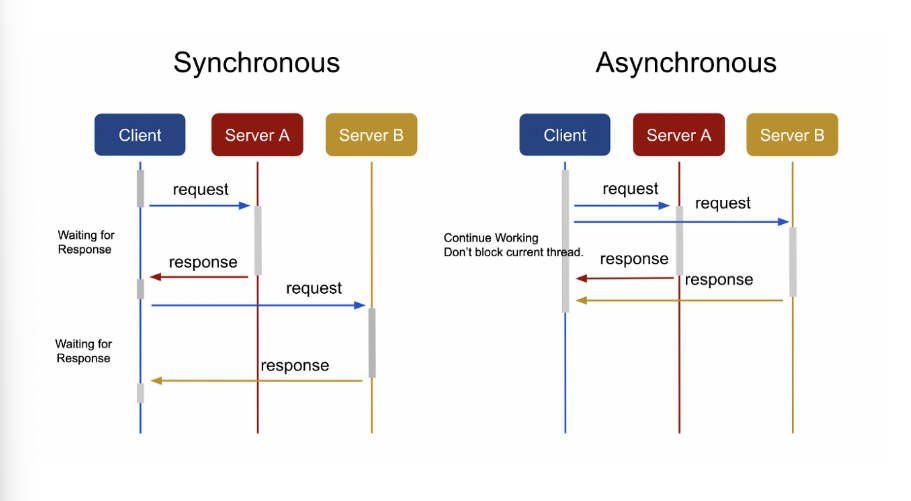 Synchronous
Asynchronous
Client
Server A
Server B
Client
Server A
Server B
request
Waiting for
Response
response
request
Waiting for
Response
response
request
request
Continue Working
Don't block current thread.
response
response